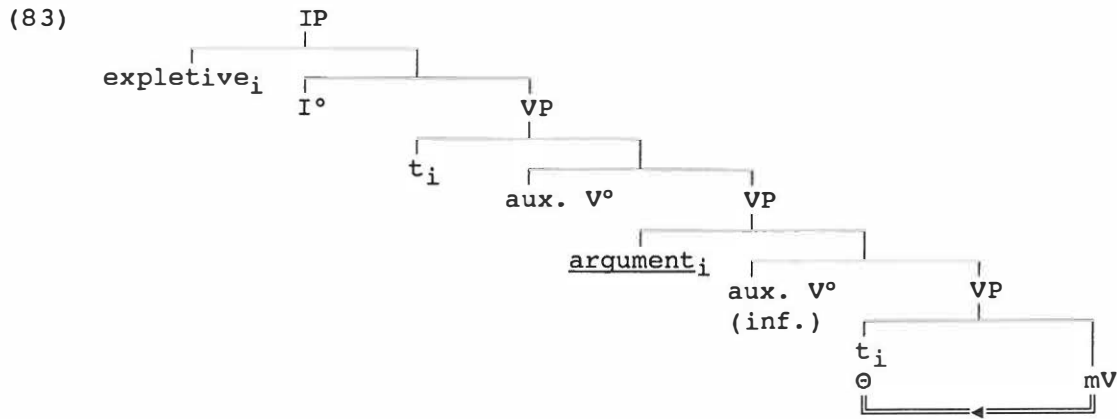 (83) IP
expletive_i
I° VP
t_i
aux. V° VP
argument_i
aux. V° VP
(inf.)
t_i
Θ mV